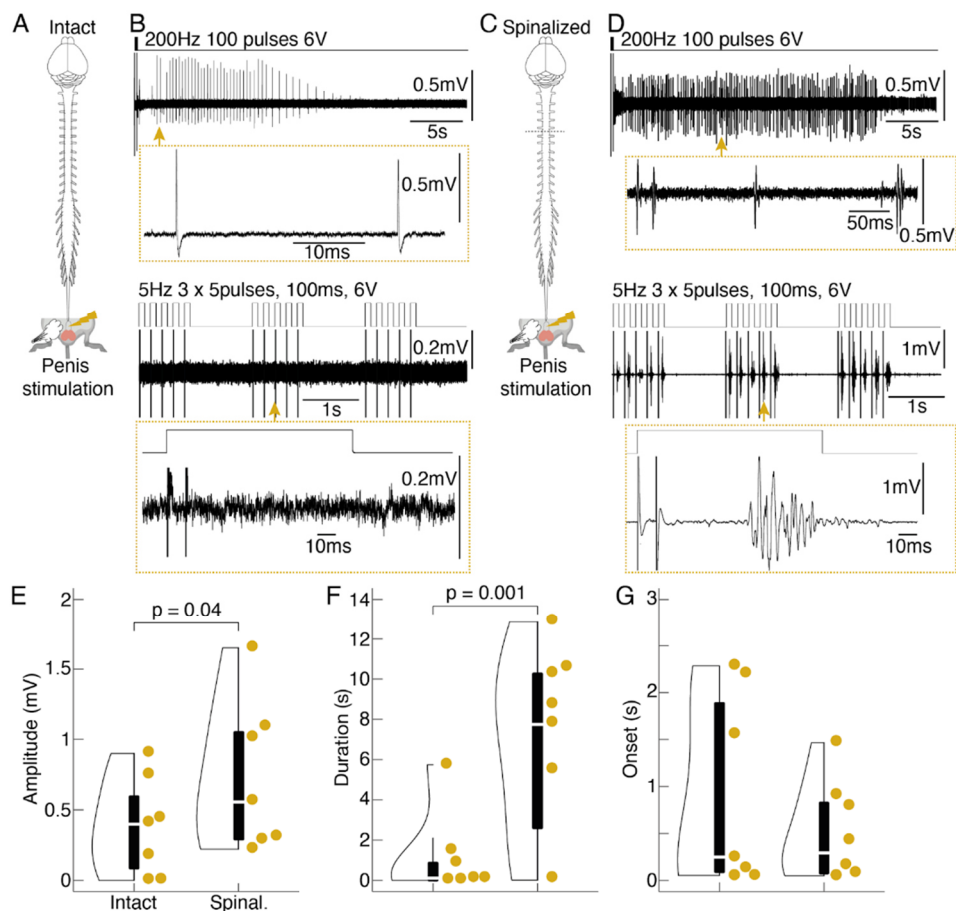 A
Intact
B
200Hz 100 pulses 6V
0.5mV
5s
0.5mV
10ms
5Hz 3 x 5pulses, 100ms, 6V
0.2mV
1s
0.2mV
10ms
Penis
stimulation
C
Spinalized
D
200Hz 100 pulses 6V
0.5mV
5s
50ms
0.5mV
5Hz 3 x 5pulses, 100ms, 6V
1mV
1s
1mV
10ms
Penis
stimulation
E
2
1.5
1
0.5
0
Amplitude (mV)
p = 0.04
Intact
Spinal.
F
14
12
10
8
6
4
2
0
Duration (s)
p = 0.001
G
3
2
1
0
Onset (s)